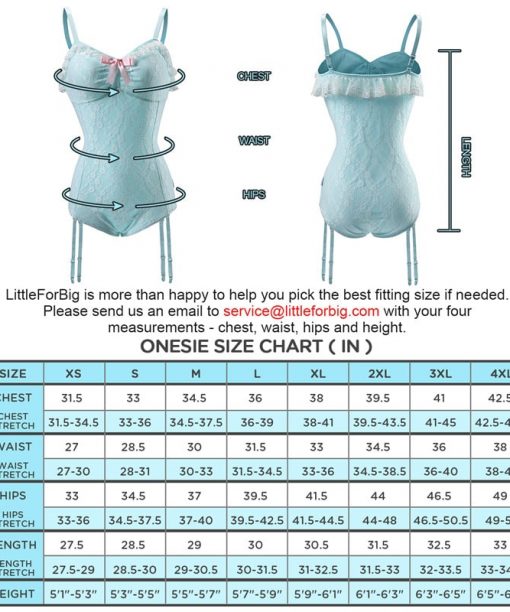 CHEST
WAIST
HIPS
LENGTH
LittleForBig is more than happy to help you pick the best fitting size if needed.
Please send us an email to service@littleforbig.com with your four
measurements - chest, waist, hips and height.
ONESIE SIZE CHART ( IN )
SIZE XS S M L XL 2XL 3XL 4XL
CHEST 31.5 33 34.5 36 38 39.5 41 42.5
CHEST STRETCH 31.5-34.5 33-36 34.5-37.5 36-39 38-41 39.5-43.5 41-45 42.5-4
WAIST 27 28.5 30 31.5 33 34.5 36 38
WAIST STRETCH 27-30 28-31 30-33 31.5-34.5 33-36 34.5-38.5 36-40 38-4
HIPS 33 34.5 37 39.5 41.5 44 46.5 49
HIPS STRETCH 33-36 34.5-37.5 37-40 39.5-42.5 41.5-44.5 44-48 46.5-50.5 49-5
LENGTH 27.5 28.5 29 30 30.5 31.5 32.5 33
LENGTH STRETCH 27.5-29 28.5-30 29-30.5 30-31.5 31-32.5 31.5-33 32-33.5 33-34
HEIGHT 5'1"-5'3" 5'3"-5'5" 5'5"-5'7" 5'7"-5'9" 5'9"-6'1" 6'1"-6'3" 6'3"-6'5" 6'5"-6